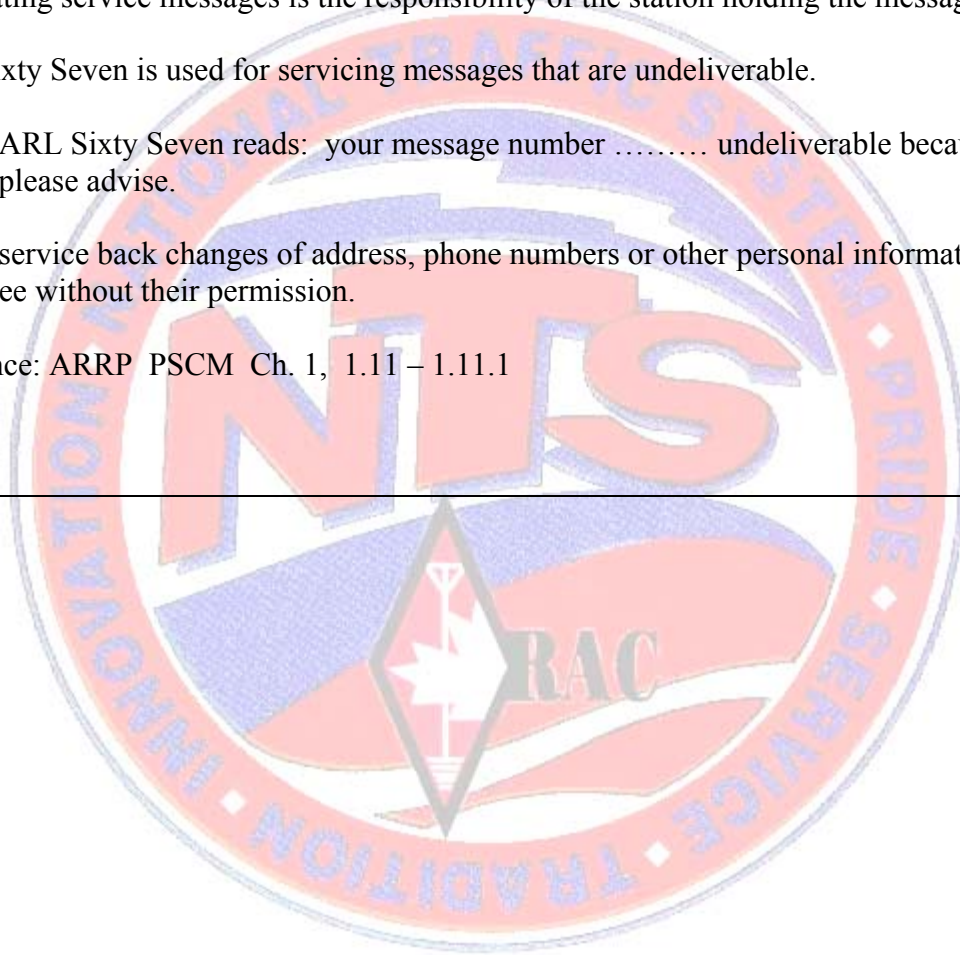 ting service messages is the responsibility of the station holding the messag
xty Seven is used for servicing messages that are undeliverable.
ARL Sixty Seven reads: your message number ……… undeliverable becau
please advise.
service back changes of address, phone numbers or other personal informat
ee without their permission.
nce: ARRP PSCM Ch. 1, 1.11 – 1.11.1
NATIONAL TRAFFIC SYSTEM • PRIDE • SERVICE • TRADITION • INNOVATION •
NTS
RAC